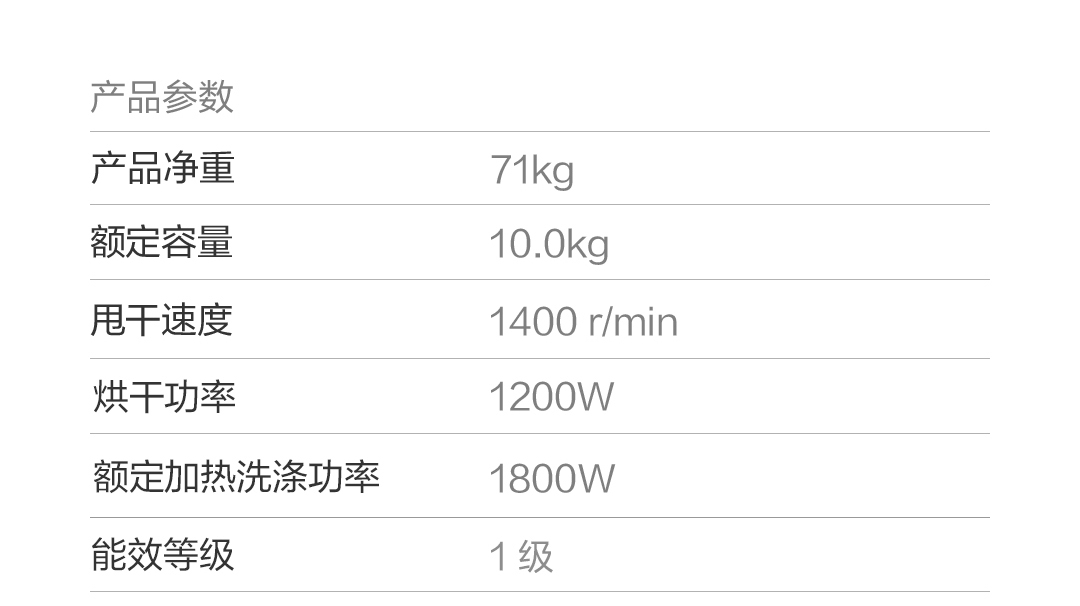 产品参数
产品净重 71kg
额定容量 10.0kg
甩干速度 1400 r/min
烘干功率 1200W
额定加热洗涤功率 1800W
能效等级 1 级